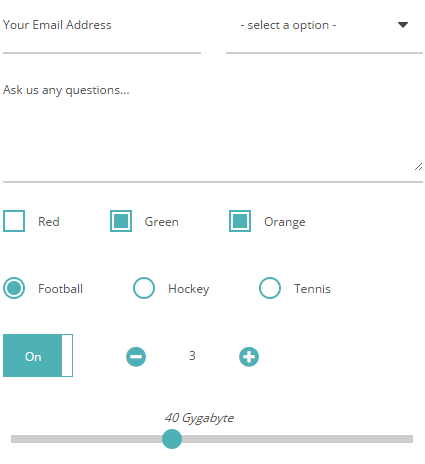 Your Email Address - select a option -
Ask us any questions...
Red Green Orange
Football Hockey Tennis
On 3
40 Gygabyte